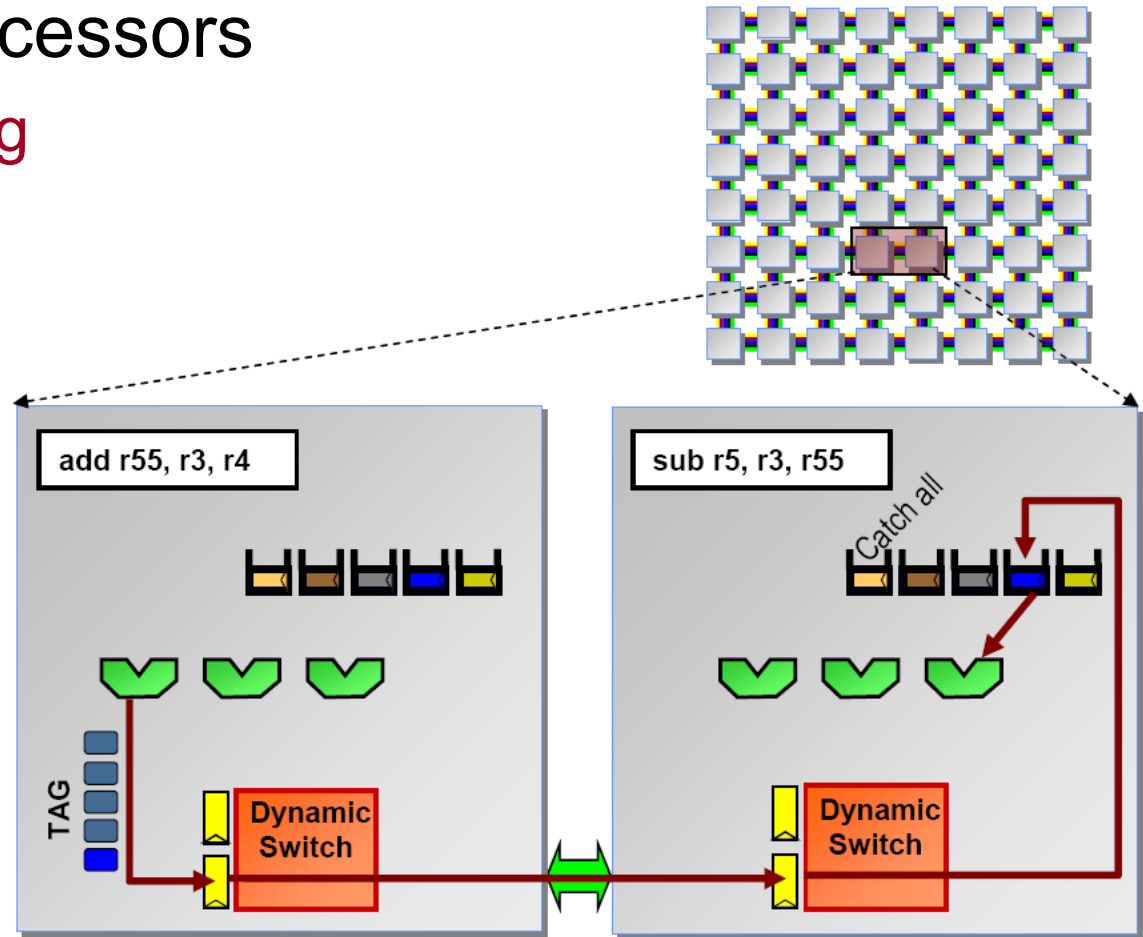 cessors
g
add r55, r3, r4
sub r5, r3, r55
Catch all
TAG
Dynamic
Switch
Dynamic
Switch